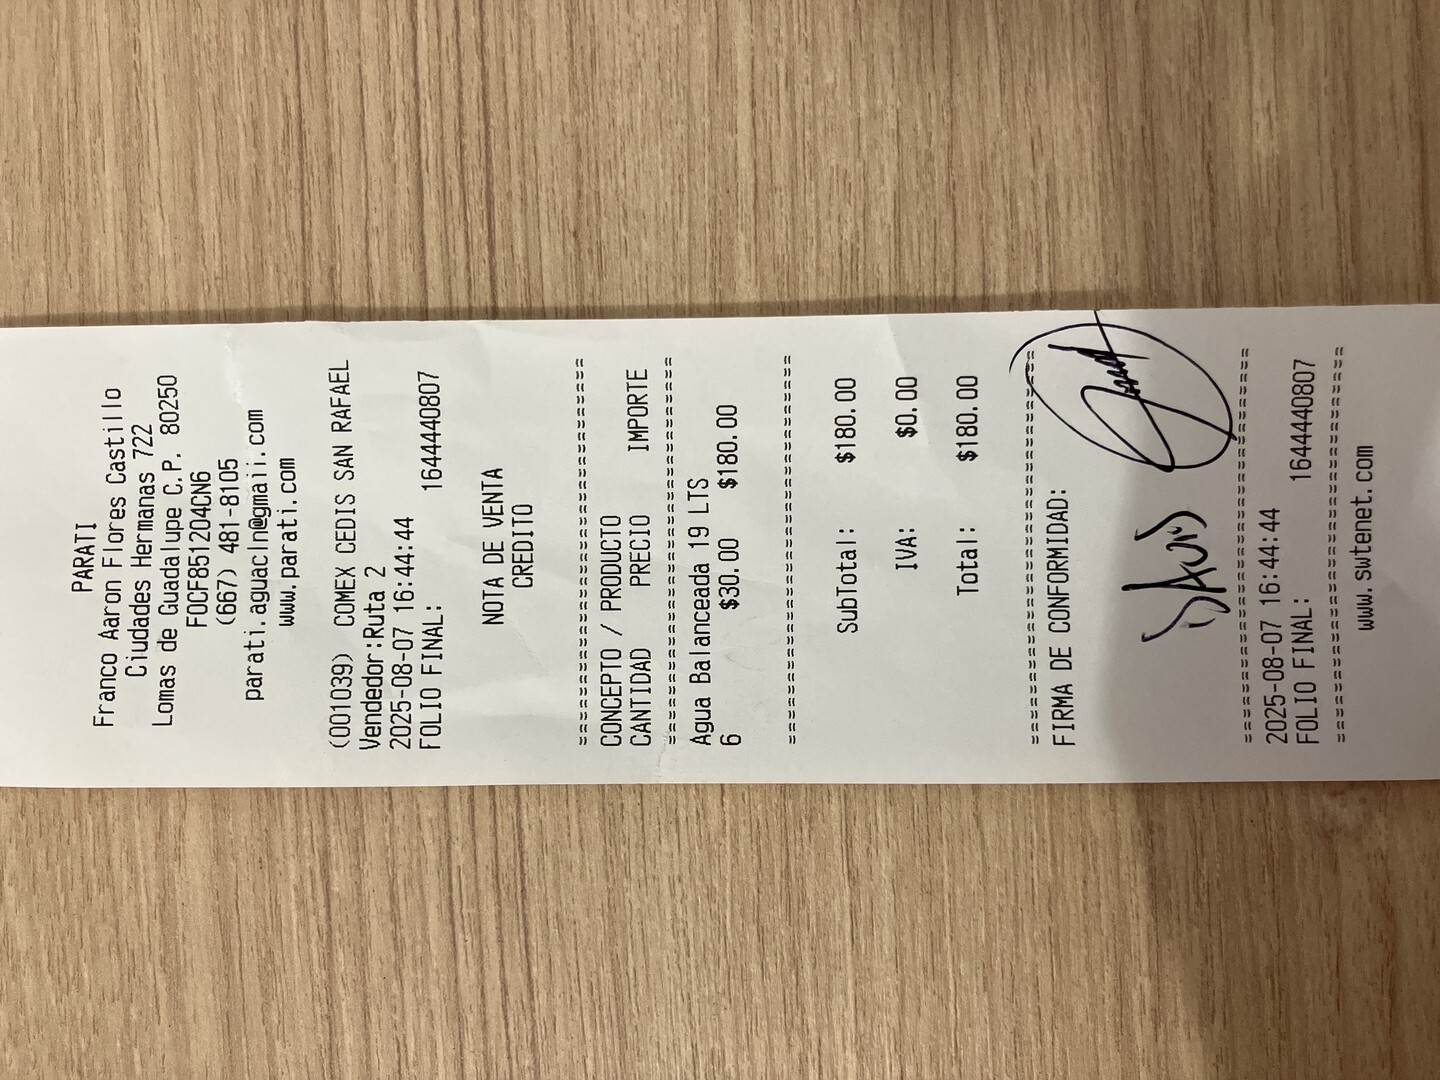 PARATI
Franco Aaron Flores Castillo
Ciudades Hermanas 722
Lomas de Guadalupe C.P. 80250
FOCF851204CN6
(667) 481-8105
parati.aguacln@gmail.com
www.parati.com
(001039) COMEX CEDIS SAN RAFAEL
Vendedor:Ruta 2
2025-08-07 16:44:44
FOLIO FINAL: 1644440807
NOTA DE VENTA
CREDITO
==========================================
CONCEPTO / PRODUCTO
CANTIDAD PRECIO IMPORTE
==========================================
Agua Balanceada 19 LTS
6 $30.00 $180.00
==========================================
SubTotal: $180.00
IVA: $0.00
Total: $180.00
==========================================
FIRMA DE CONFORMIDAD:
==========================================
2025-08-07 16:44:44
FOLIO FINAL: 1644440807
==========================================
www.swtenet.com